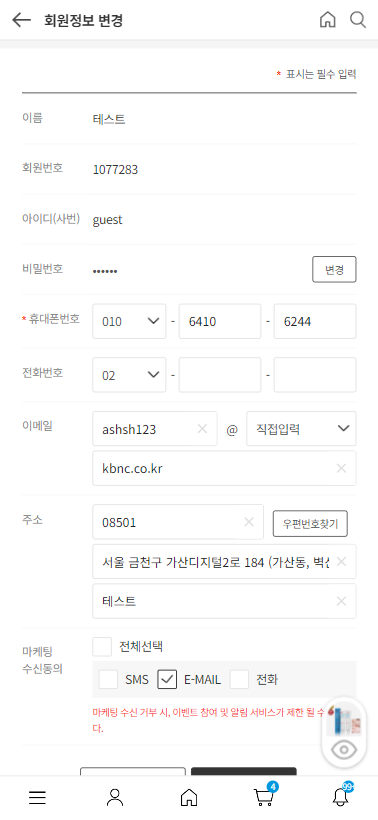 회원정보 변경
* 표시는 필수 입력
이름 테스트
회원번호 1077283
아이디(사번) guest
비밀번호 •••••• 변경
* 휴대폰번호 010 - 6410 - 6244
전화번호 02 - -
이메일 ashsh123 @ 직접입력
kbnc.co.kr
주소 08501 우편번호찾기
서울 금천구 가산디지털2로 184 (가산동, 벽산
테스트
마케팅 수신동의 전체선택
SMS E-MAIL 전화
마케팅 수신 거부 시, 이벤트 참여 및 알림 서비스가 제한 될 수
다.
4
99+